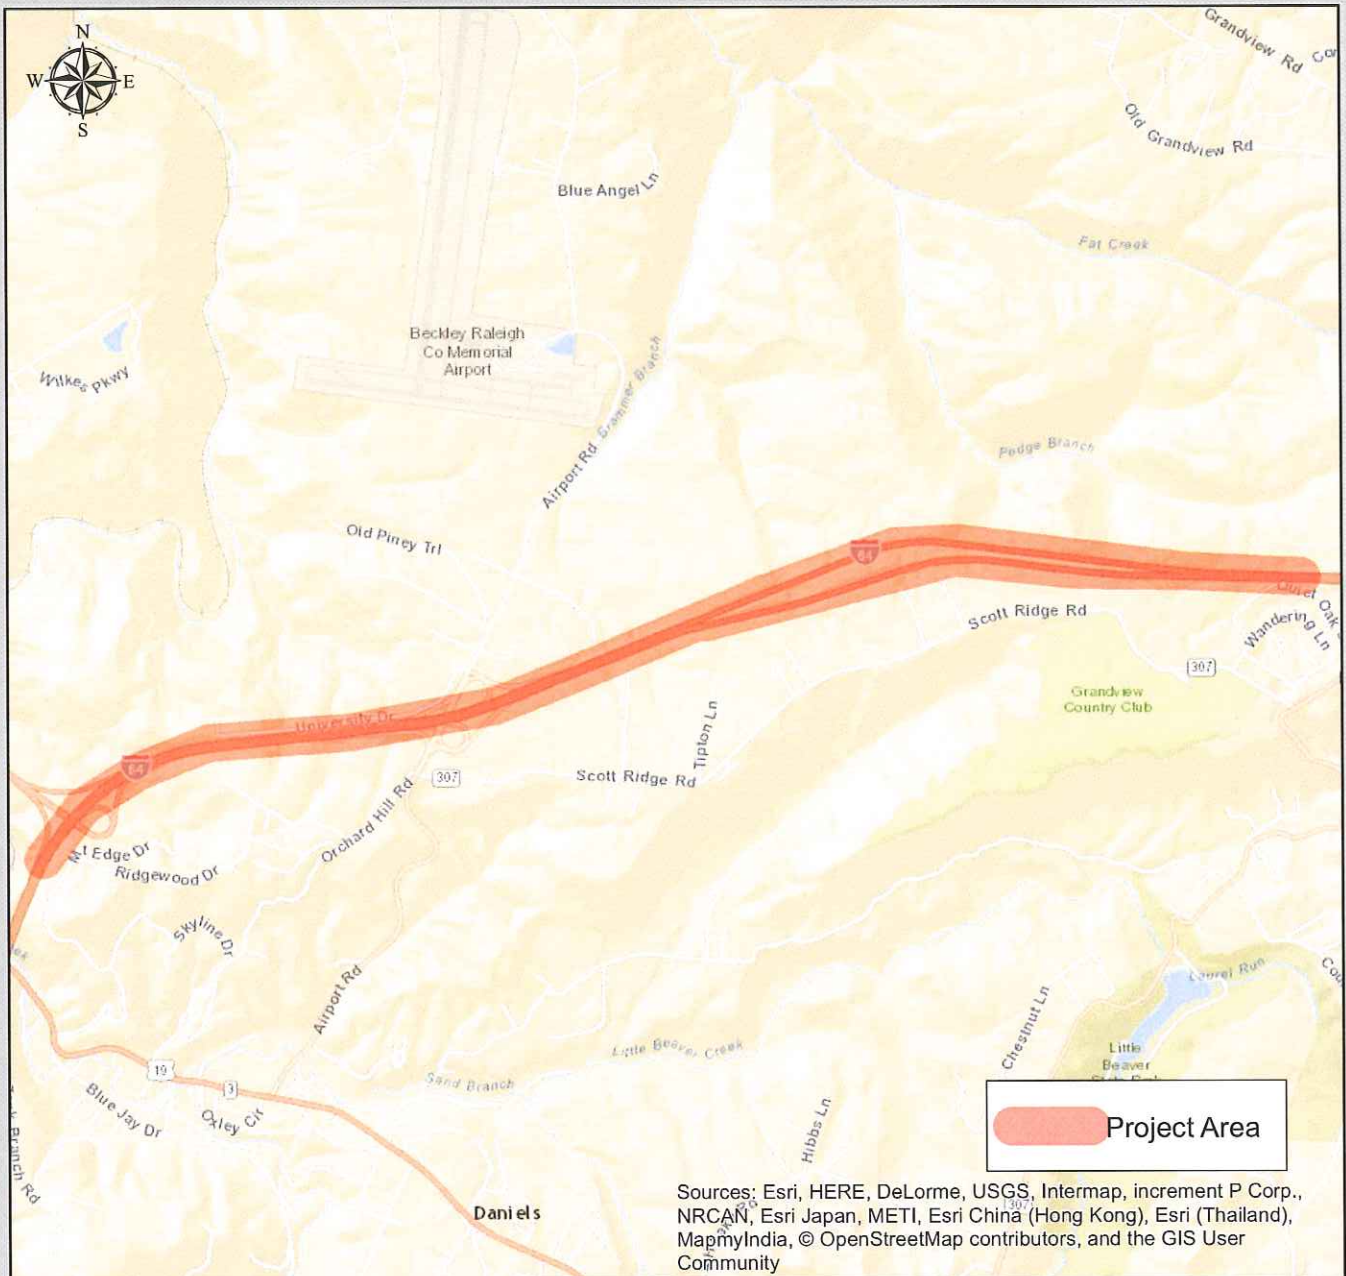 N
W E
S
Grandview Rd
Old Grandview Rd
Blue Angel Ln
Fat Creek
Beckley Raleigh
Co Memorial
Airport
Wilkes Pkwy
Grammer Branch
Airport Rd
Pedge Branch
Old Piney Trl
64
Scott Ridge Rd
Oak
Wandering Ln
307
Grandview
Country Club
University Dr
64
Tipton Ln
307
Scott Ridge Rd
Orchard Hill Rd
Mt Edge Dr
Ridgewood Dr
Skyline Dr
Laurel Run
Airport Rd
Chestnut Ln
Little
Beaver
Little Beaver Creek
19
Sand Branch
3
Blue Jay Dr
Oxley Cir
Hibbs Ln
Branch Rd
Project Area
Daniels
307
Sources: Esri, HERE, DeLorme, USGS, Intermap, increment P Corp.,
NRCAN, Esri Japan, METI, Esri China (Hong Kong), Esri (Thailand),
MapmyIndia, © OpenStreetMap contributors, and the GIS User
Community